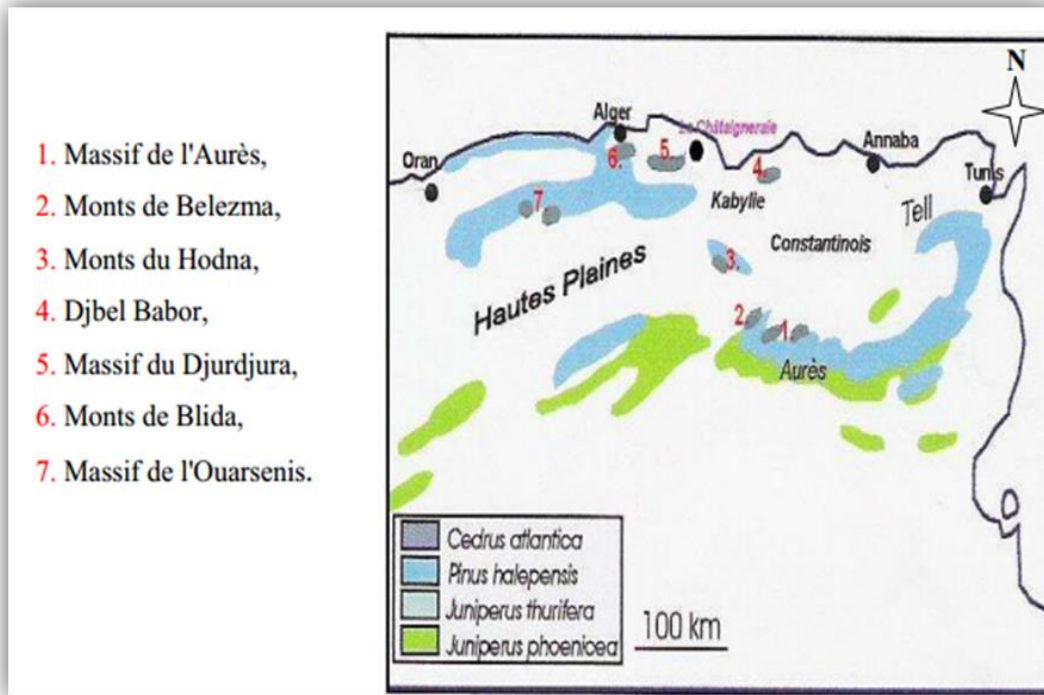 1. Massif de l'Aurès,
2. Monts de Belezma,
3. Monts du Hodna,
4. Djbel Babor,
5. Massif du Djurdjura,
6. Monts de Blida,
7. Massif de l'Ouarsenis.
N
Alger
Châtaigneraie
Oran
6.
5.
4.
Annaba
Tunis
7.
Kabylie
Tell
Constantinois
3.
Hautes Plaines
2.
1.
Aurès
Cedrus atlantica
Pinus halepensis
Juniperus thurifera
Juniperus phoenicea
100 km